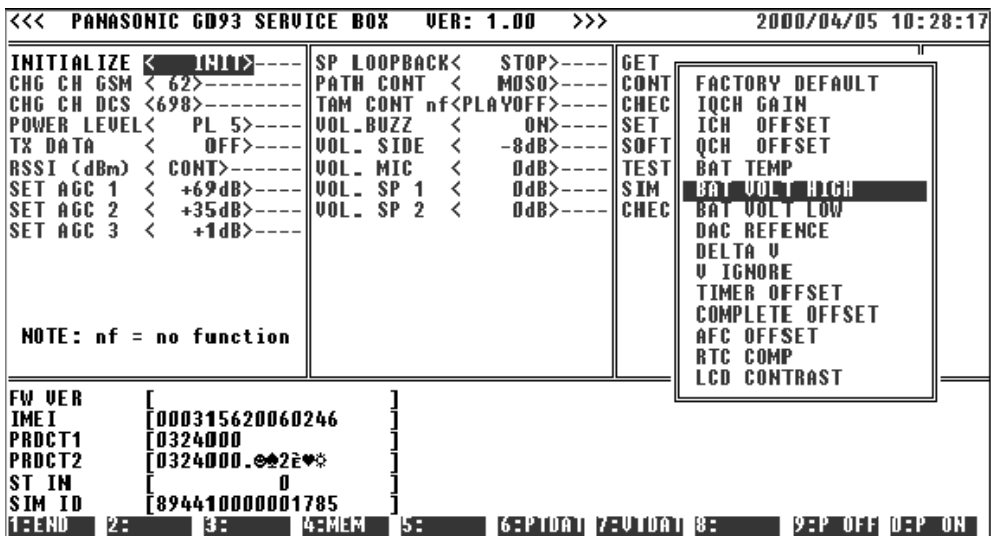 <<< PANASONIC GD93 SERVICE BOX VER: 1.00 >>> 2000/04/05 10:28:17
INITIALIZE < INIT>----
CHG CH GSM < 62>---------
CHG CH DCS <698>---------
POWER LEVEL< PL 5>----
TX DATA < OFF>----
RSSI (dBm) < CONT>-------
SET AGC 1 < +69dB>----
SET AGC 2 < +35dB>----
SET AGC 3 < +1dB>----
NOTE: nf = no function
SP LOOPBACK< STOP>----
PATH CONT < MOSO>----
TAM CONT nf<PLAYOFF>----
VOL.BUZZ < ON>----
VOL. SIDE < -8dB>----
VOL. MIC < 0dB>----
VOL. SP 1 < 0dB>----
VOL. SP 2 < 0dB>----
GET
CONT
CHEC
SET
SOFT
TEST
SIM
CHEC
FACTORY DEFAULT
IQCH GAIN
ICH OFFSET
QCH OFFSET
BAT TEMP
BAT VOLT HIGH
BAT VOLT LOW
DAC REFENCE
DELTA V
V IGNORE
TIMER OFFSET
COMPLETE OFFSET
AFC OFFSET
RTC COMP
LCD CONTRAST
FW VER [ ]
IMEI [000315620060246 ]
PRDCT1 [0324000 ]
PRDCT2 [0324000.☻♠2è♥☼ ]
ST IN [ 0 ]
SIM ID [894410000001785 ]
1:END 2: 3: 4:MEM 5: 6:PTDAT 7:VTDAT 8: 9:P OFF 0:P ON